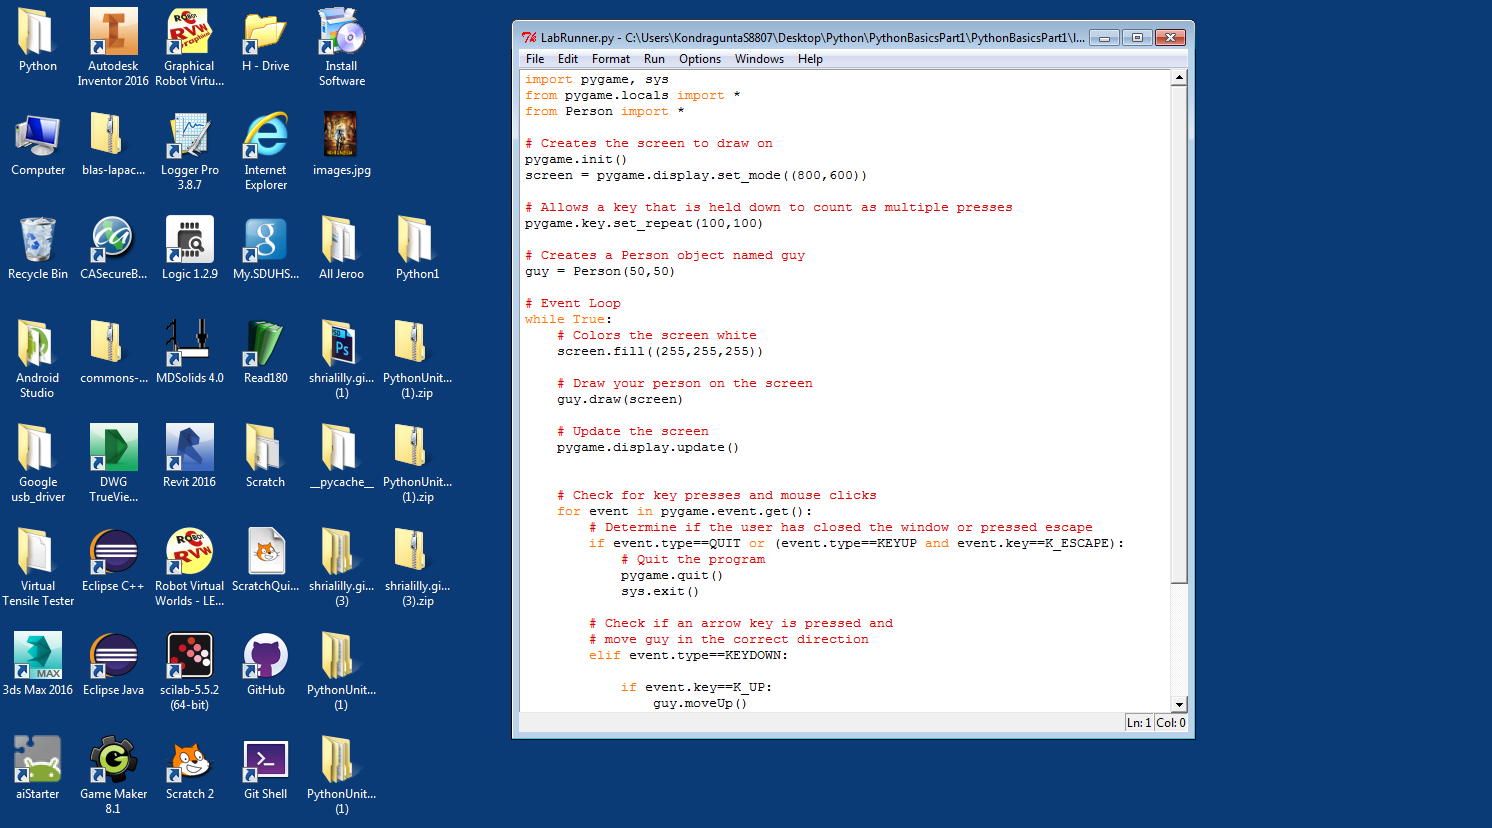 Python
Autodesk
Inventor 2016
Graphical
Robot Virtu...
H - Drive
Install
Software
Computer
blas-lapac...
Logger Pro
3.8.7
Internet
Explorer
images.jpg
Recycle Bin
CASecureB...
Logic 1.2.9
My.SDUHS...
All Jeroo
Python1
Android
Studio
commons-...
MDSolids 4.0
Read180
shrialilly.gi...
(1)
PythonUnit...
(1).zip
Google
usb_driver
DWG
TrueVie...
Revit 2016
Scratch
__pycache__
PythonUnit...
(1).zip
Virtual
Tensile Tester
Eclipse C++
Robot Virtual
Worlds - LE...
ScratchQui...
shrialilly.gi...
(3)
shrialilly.gi...
(3).zip
3ds Max 2016
Eclipse Java
scilab-5.5.2
(64-bit)
GitHub
PythonUnit...
(1)
aiStarter
Game Maker
8.1
Scratch 2
Git Shell
PythonUnit...
(1)
LabRunner.py - C:\Users\KondraguntaS8807\Desktop\Python\PythonBasicsPart1\PythonBasicsPart1\I...
File Edit Format Run Options Windows Help
import pygame, sys
from pygame.locals import *
from Person import *
# Creates the screen to draw on
pygame.init()
screen = pygame.display.set_mode((800,600))
# Allows a key that is held down to count as multiple presses
pygame.key.set_repeat(100,100)
# Creates a Person object named guy
guy = Person(50,50)
# Event Loop
while True:
    # Colors the screen white
    screen.fill((255,255,255))
    # Draw your person on the screen
    guy.draw(screen)
    # Update the screen
    pygame.display.update()
    # Check for key presses and mouse clicks
    for event in pygame.event.get():
        # Determine if the user has closed the window or pressed escape
        if event.type==QUIT or (event.type==KEYUP and event.key==K_ESCAPE):
            # Quit the program
            pygame.quit()
            sys.exit()
        # Check if an arrow key is pressed and
        # move guy in the correct direction
        elif event.type==KEYDOWN:
            if event.key==K_UP:
                guy.moveUp()
Ln: 1 Col: 0